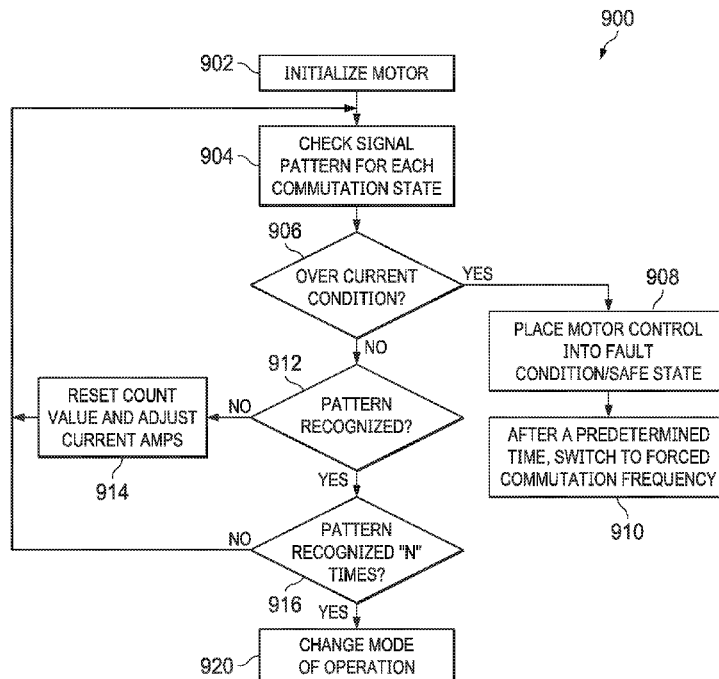 900
902
INITIALIZE MOTOR
904
CHECK SIGNAL
PATTERN FOR EACH
COMMUTATION STATE
906
OVER CURRENT
CONDITION?
YES
NO
908
PLACE MOTOR CONTROL
INTO FAULT
CONDITION/SAFE STATE
AFTER A PREDETERMINED
TIME, SWITCH TO FORCED
COMMUTATION FREQUENCY
910
912
PATTERN
RECOGNIZED?
NO
YES
RESET COUNT
VALUE AND ADJUST
CURRENT AMPS
914
PATTERN
RECOGNIZED "N"
TIMES?
NO
916
YES
920
CHANGE MODE
OF OPERATION